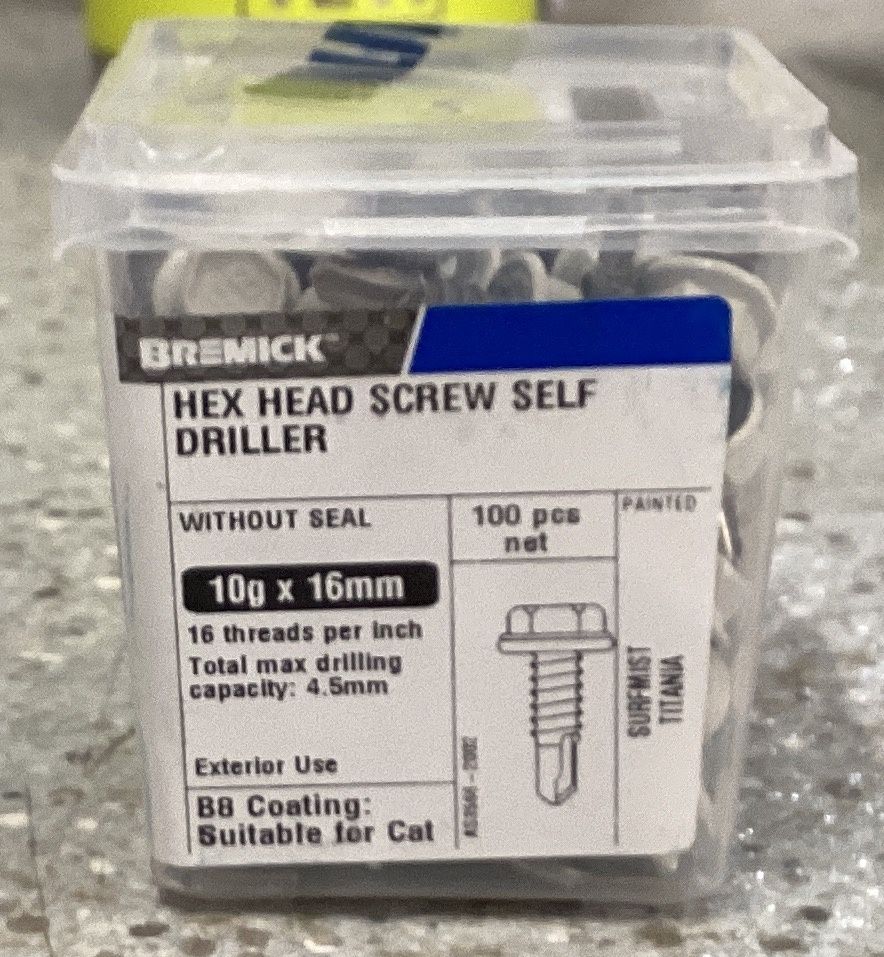 BREMICK
HEX HEAD SCREW SELF
DRILLER
WITHOUT SEAL
100 pcs
net
PAINTED
10g x 16mm
16 threads per inch
Total max drilling
capacity: 4.5mm
Exterior Use
B8 Coating:
Suitable for Cat
SURFMIST
TITANIA